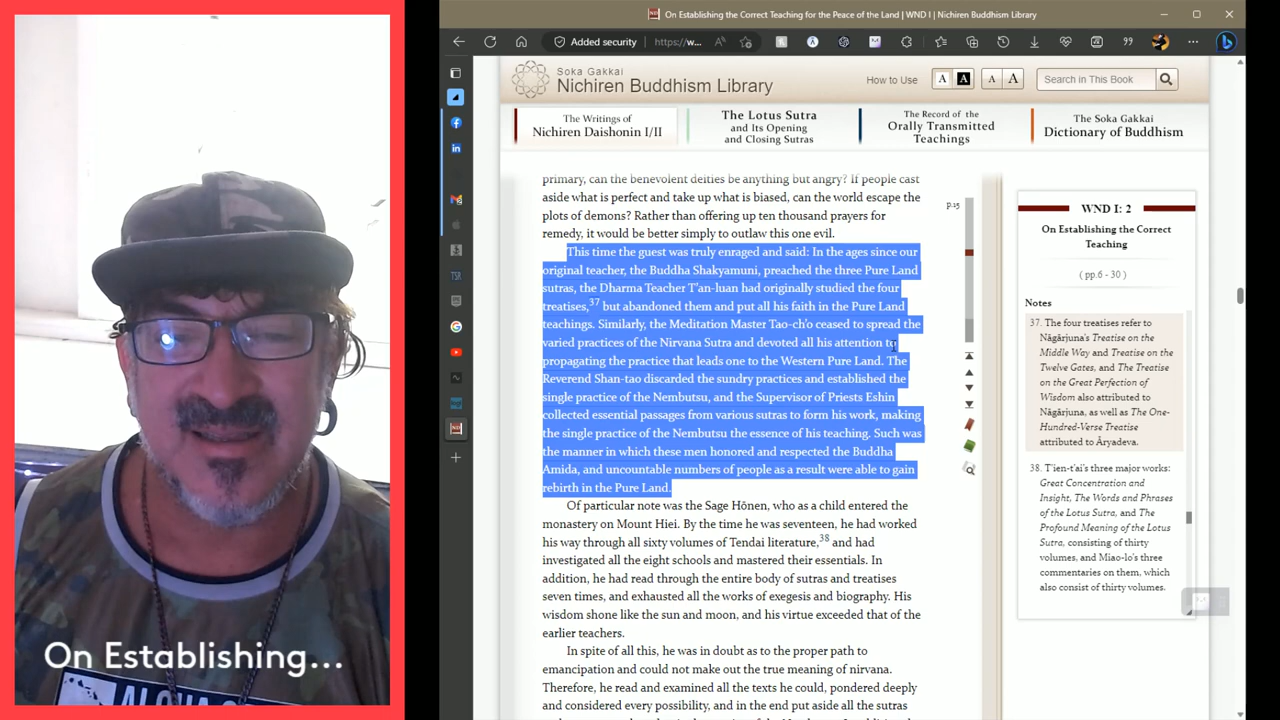 On Establishing the Correct Teaching for the Peace of the Land | WND I | Nichiren Buddhism Library
Added security
https://w...
Soka Gakkai
Nichiren Buddhism Library
How to Use
A
A
A
A
Search in This Book
The Writings of
Nichiren Daishonin I/II
The Lotus Sutra
and Its Opening
and Closing Sutras
The Record of the
Orally Transmitted
Teachings
The Soka Gakkai
Dictionary of Buddhism
primary, can the benevolent deities be anything but angry? If people cast
aside what is perfect and take up what is biased, can the world escape the
plots of demons? Rather than offering up ten thousand prayers for
remedy, it would be better simply to outlaw this one evil.
This time the guest was truly enraged and said: In the ages since our
original teacher, the Buddha Shakyamuni, preached the three Pure Land
sutras, the Dharma Teacher T'an-luan had originally studied the four
treatises,37 but abandoned them and put all his faith in the Pure Land
teachings. Similarly, the Meditation Master Tao-ch'o ceased to spread the
varied practices of the Nirvana Sutra and devoted all his attention to
propagating the practice that leads one to the Western Pure Land. The
Reverend Shan-tao discarded the sundry practices and established the
single practice of the Nembutsu, and the Supervisor of Priests Eshin
collected essential passages from various sutras to form his work, making
the single practice of the Nembutsu the essence of his teaching. Such was
the manner in which these men honored and respected the Buddha
Amida, and uncountable numbers of people as a result were able to gain
rebirth in the Pure Land.
Of particular note was the Sage Hōnen, who as a child entered the
monastery on Mount Hiei. By the time he was seventeen, he had worked
his way through all sixty volumes of Tendai literature,38 and had
investigated all the eight schools and mastered their essentials. In
addition, he had read through the entire body of sutras and treatises
seven times, and exhausted all the works of exegesis and biography. His
wisdom shone like the sun and moon, and his virtue exceeded that of the
earlier teachers.
In spite of all this, he was in doubt as to the proper path to
emancipation and could not make out the true meaning of nirvana.
Therefore, he read and examined all the texts he could, pondered deeply
and considered every possibility, and in the end put aside all the sutras
p.15
WND I: 2
On Establishing the Correct
Teaching
( pp.6 - 30 )
Notes
37. The four treatises refer to
Nāgārjuna's Treatise on the
Middle Way and Treatise on the
Twelve Gates, and The Treatise
on the Great Perfection of
Wisdom also attributed to
Nāgārjuna, as well as The One-
Hundred-Verse Treatise
attributed to Āryadeva.
38. T'ien-t'ai's three major works:
Great Concentration and
Insight, The Words and Phrases
of the Lotus Sutra, and The
Profound Meaning of the Lotus
Sutra, consisting of thirty
volumes, and Miao-lo's three
commentaries on them, which
also consist of thirty volumes.
TSR
On Establishing...